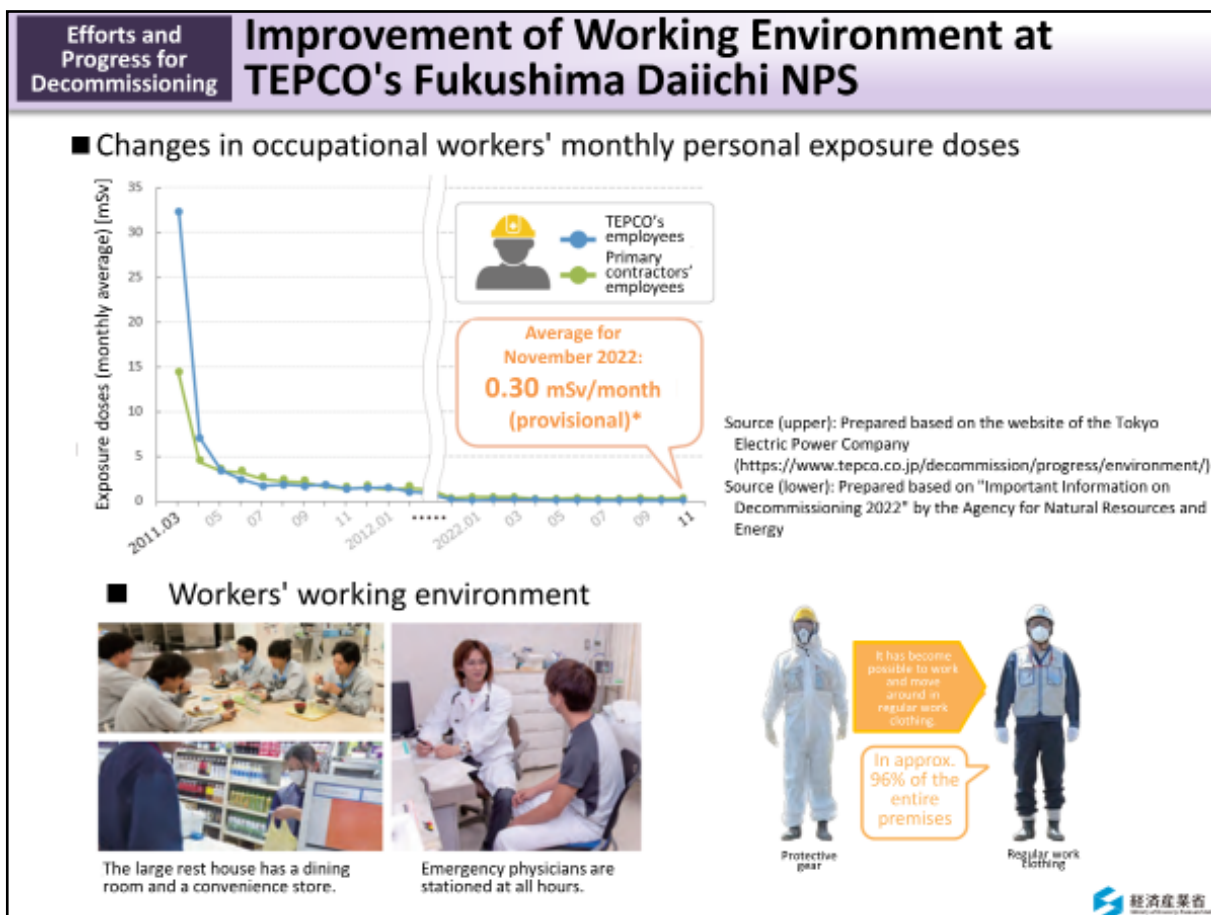 Efforts and
Progress for
Decommissioning
Improvement of Working Environment at
TEPCO's Fukushima Daiichi NPS
■ Changes in occupational workers' monthly personal exposure doses
Exposure doses (monthly average) [mSv]
35
30
25
20
15
10
5
0
2011.03
05
07
09
11
2012.01
.....
2022.01
03
05
07
09
11
TEPCO's
employees
Primary
contractors'
employees
Average for
November 2022:
0.30 mSv/month
(provisional)*
Source (upper): Prepared based on the website of the Tokyo
Electric Power Company
(https://www.tepco.co.jp/decommission/progress/environment/)
Source (lower): Prepared based on "Important Information on
Decommissioning 2022" by the Agency for Natural Resources and
Energy
■ Workers' working environment
The large rest house has a dining
room and a convenience store.
Emergency physicians are
stationed at all hours.
It has become
possible to work
and move
around in
regular work
clothing.
In approx.
96% of the
entire
premises
Protective
gear
Regular work
clothing
経済産業省